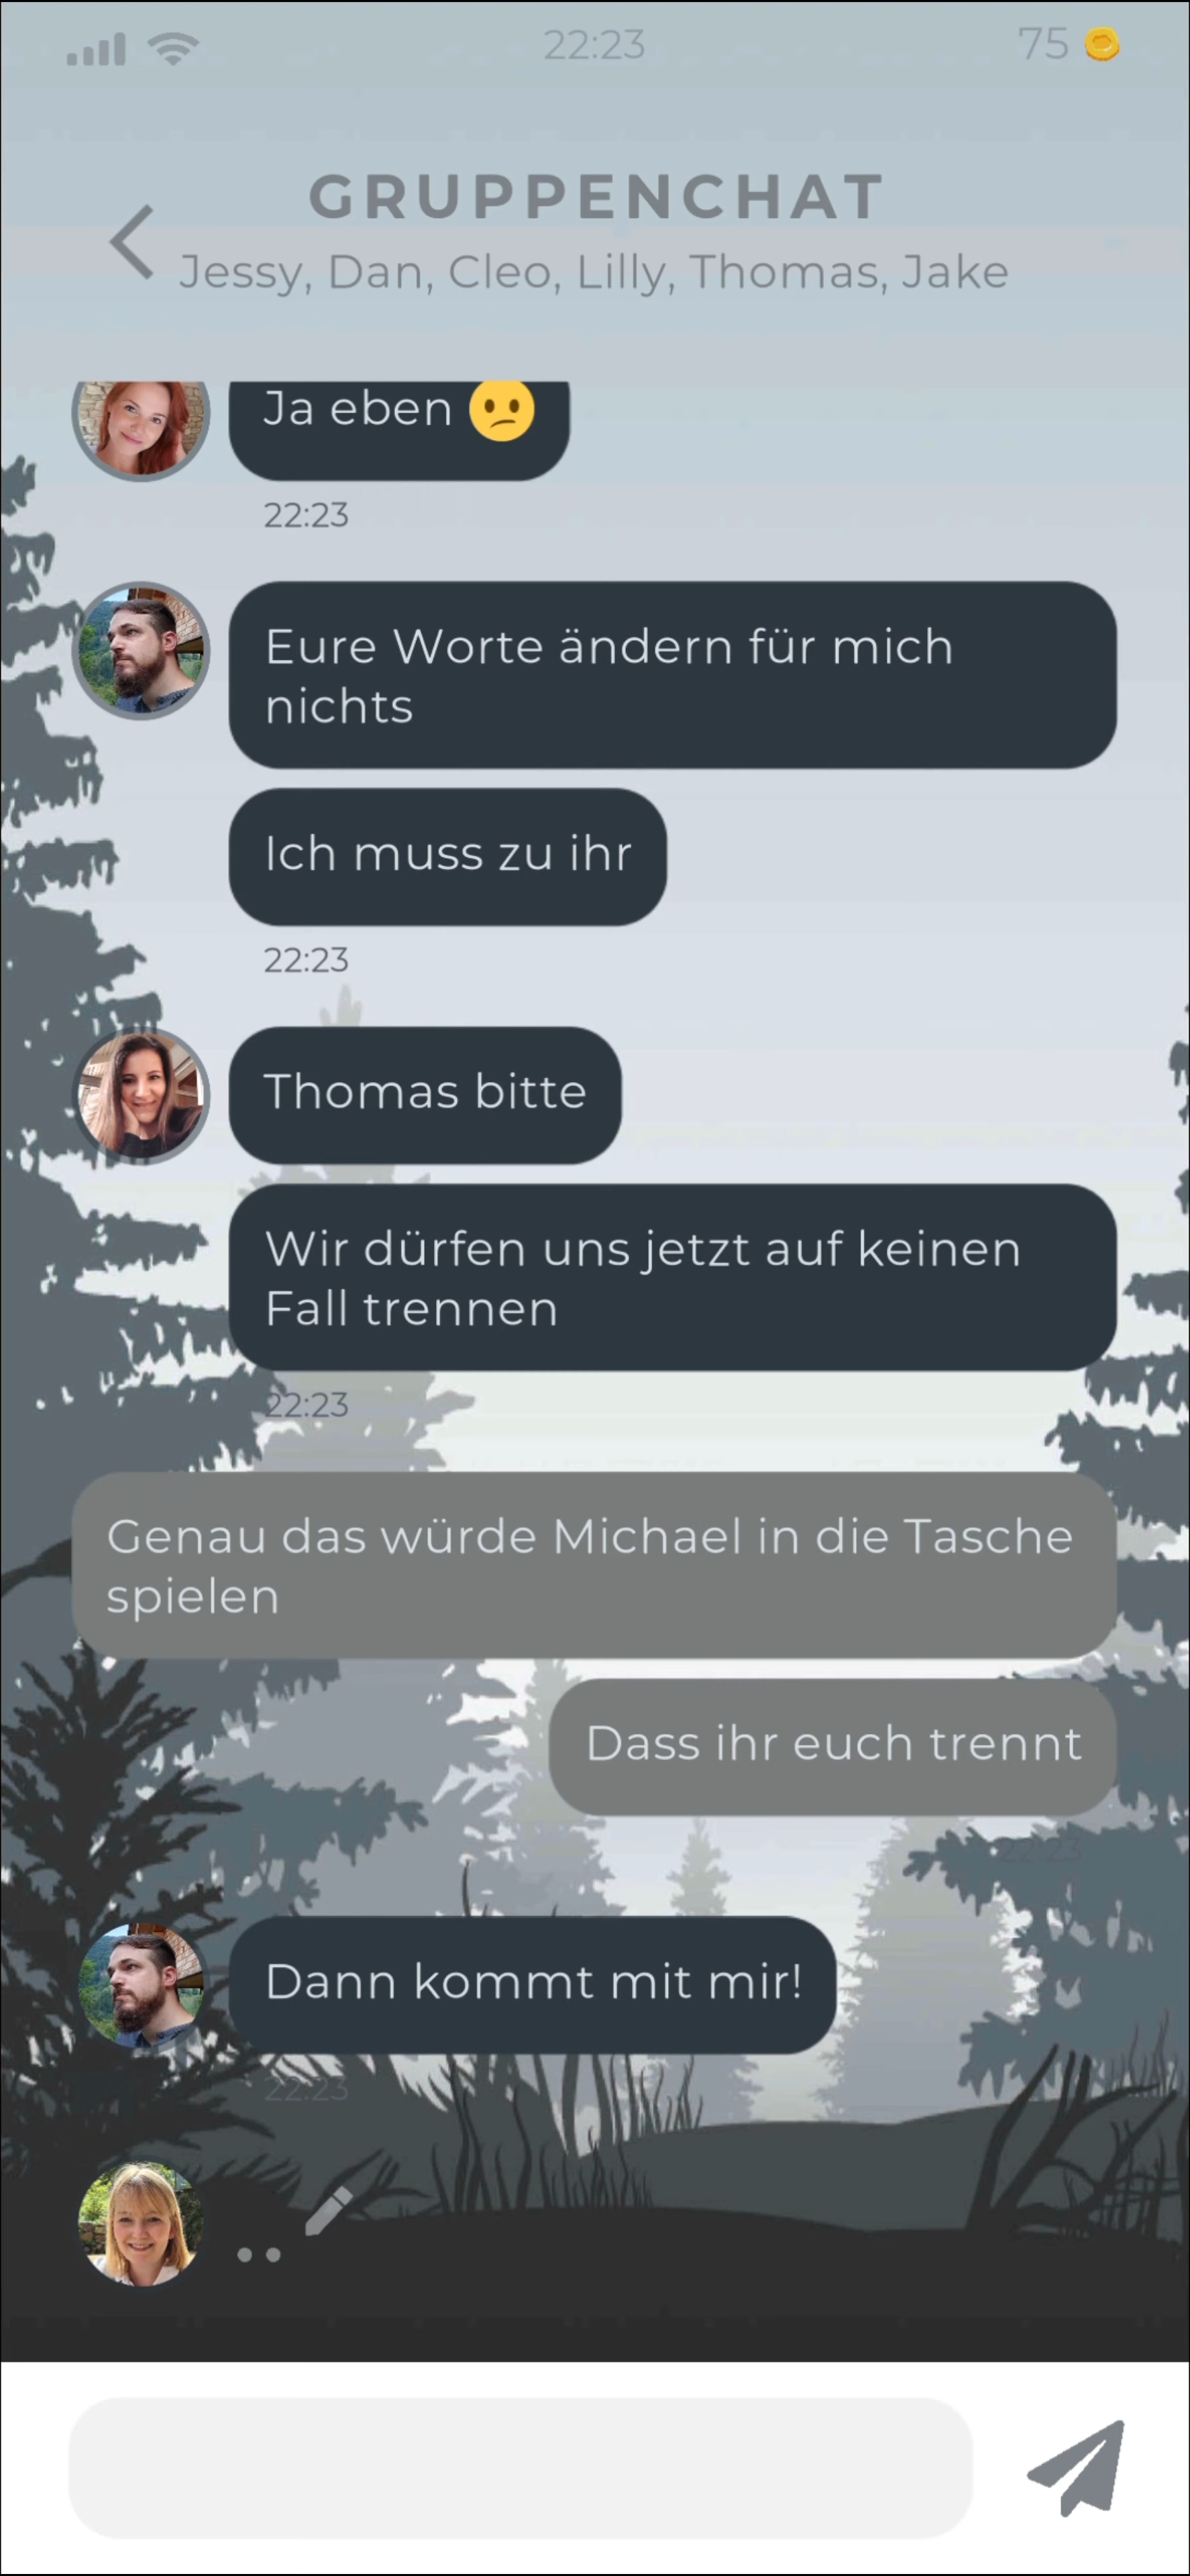 22:23
75
GRUPPENCHAT
Jessy, Dan, Cleo, Lilly, Thomas, Jake
Ja eben 😕
22:23
Eure Worte ändern für mich
nichts
Ich muss zu ihr
22:23
Thomas bitte
Wir dürfen uns jetzt auf keinen
Fall trennen
22:23
Genau das würde Michael in die Tasche
spielen
Dass ihr euch trennt
22:23
Dann kommt mit mir!
22:23